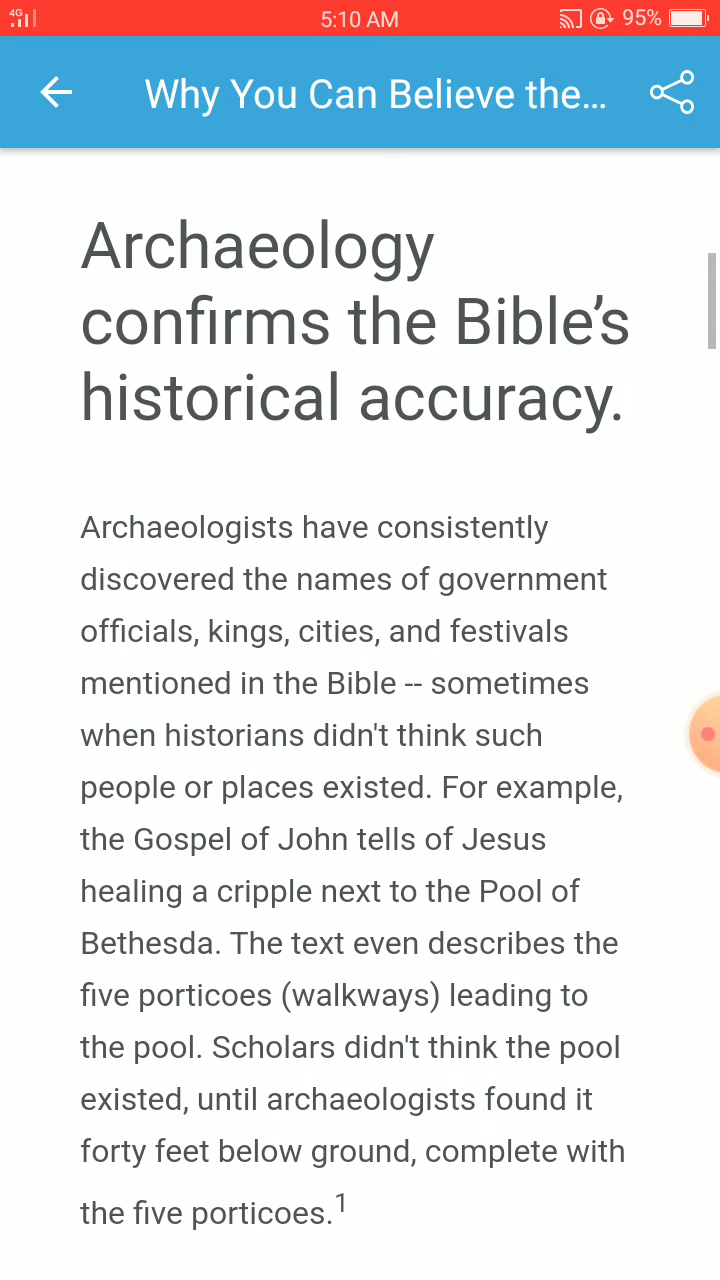 4G 5:10 AM 95%
Why You Can Believe the...
Archaeology
confirms the Bible’s
historical accuracy.
Archaeologists have consistently
discovered the names of government
officials, kings, cities, and festivals
mentioned in the Bible -- sometimes
when historians didn't think such
people or places existed. For example,
the Gospel of John tells of Jesus
healing a cripple next to the Pool of
Bethesda. The text even describes the
five porticoes (walkways) leading to
the pool. Scholars didn't think the pool
existed, until archaeologists found it
forty feet below ground, complete with
the five porticoes.1